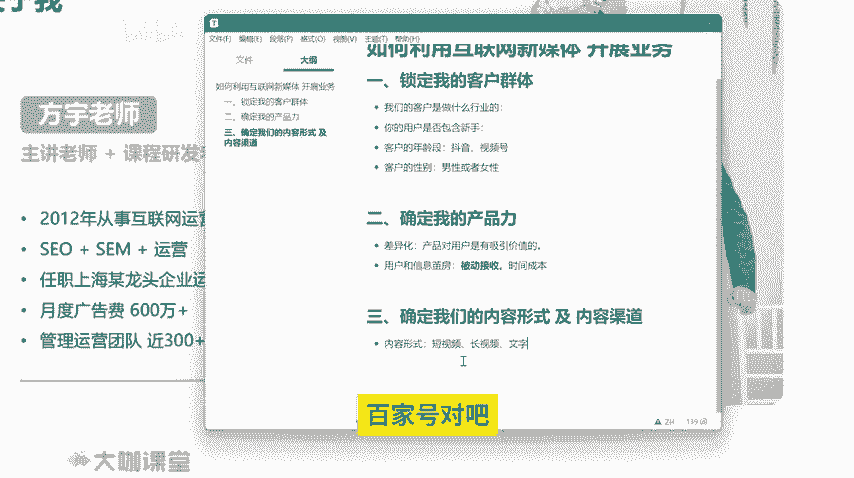 方宇老师
主讲老师 + 课程研发
2012年从事互联网运营
SEO + SEM + 运营
任职上海某龙头企业运
月度广告费 600万+
管理运营团队 近300+
大咖课堂
T
文件(F) 编辑(E) 段落(P) 格式(O) 视图(V) 主题(T) 帮助(H)
文件 大纲
如何利用互联网新媒体 开展业务
一、锁定我的客户群体
二、确定我的产品力
三、确定我们的内容形式 及
内容渠道
如何利用互联网新媒体 开展业务
一、锁定我的客户群体
我们的客户是做什么行业的：
你的用户是否包含新手：
客户的年龄段：抖音、视频号
客户的性别：男性或者女性
二、确定我的产品力
差异化：产品对用户是有吸引价值的。
用户和信息茧房：被动接收，时间成本
三、确定我们的内容形式 及 内容渠道
内容形式：短视频、长视频、文字
ZH 139 词
百家号对吧